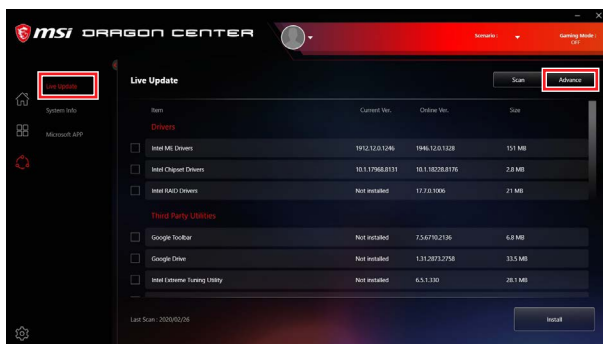 msi DRAGON CENTER
Scenario :
Gaming Mode :
OFF
Live Update
System Info
Microsoft APP
Live Update
Scan
Advance
Item Current Ver. Online Ver. Size
Drivers
Intel ME Drivers 1912.12.0.1246 1946.12.0.1328 151 MB
Intel Chipset Drivers 10.1.17968.8131 10.1.18228.8176 2.8 MB
Intel RAID Drivers Not installed 17.7.0.1006 21 MB
Third Party Utilities
Google Toolbar Not installed 7.5.6710.2136 6.8 MB
Google Drive Not installed 1.31.2873.2758 33.5 MB
Intel Extreme Tuning Utility Not installed 6.5.1.330 28.1 MB
Last Scan : 2020/02/26
Install